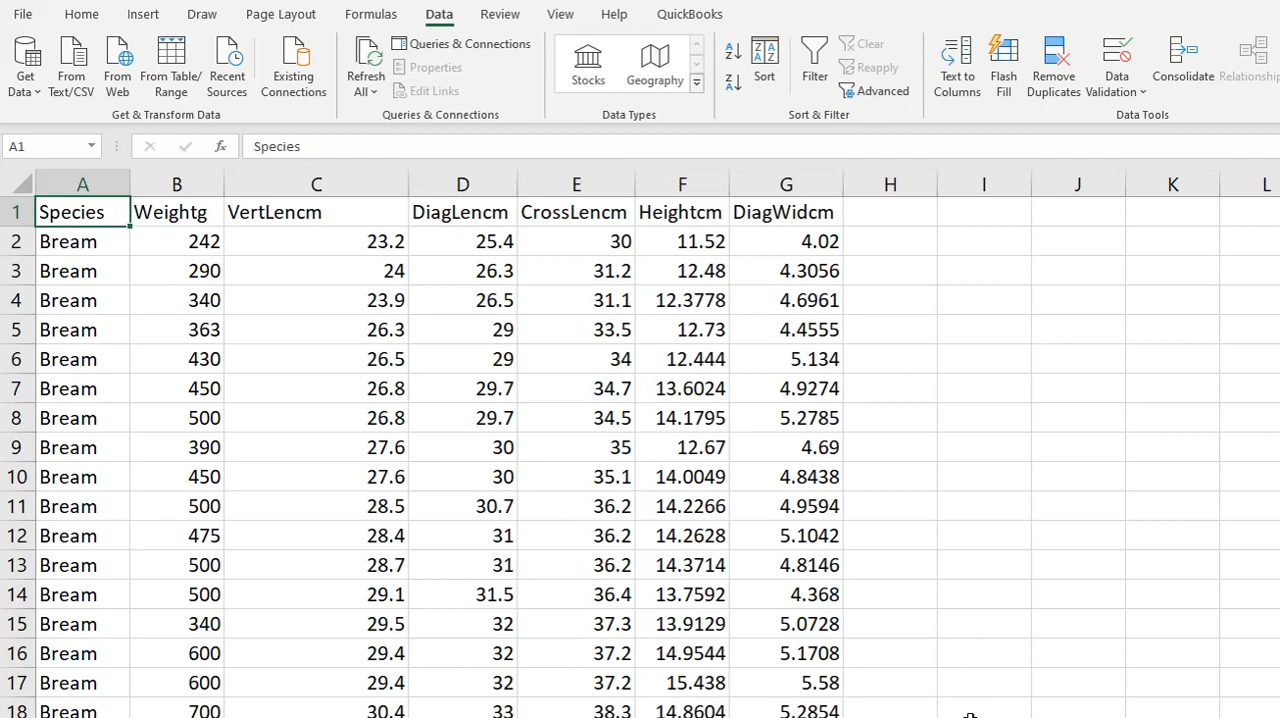 File Home Insert Draw Page Layout Formulas Data Review View Help QuickBooks
Get Data From Text/CSV From Web From Table/ Range Recent Sources Existing Connections Refresh All Queries & Connections Properties Edit Links Stocks Geography Sort Filter Clear Reapply Advanced Text to Columns Flash Fill Remove Duplicates Data Validation Consolidate Relationship
Get & Transform Data Queries & Connections Data Types Sort & Filter Data Tools
A1 fx Species
A B C D E F G H I J K L
1 Species Weightg VertLencm DiagLencm CrossLencm Heightcm DiagWidcm
2 Bream 242 23.2 25.4 30 11.52 4.02
3 Bream 290 24 26.3 31.2 12.48 4.3056
4 Bream 340 23.9 26.5 31.1 12.3778 4.6961
5 Bream 363 26.3 29 33.5 12.73 4.4555
6 Bream 430 26.5 29 34 12.444 5.134
7 Bream 450 26.8 29.7 34.7 13.6024 4.9274
8 Bream 500 26.8 29.7 34.5 14.1795 5.2785
9 Bream 390 27.6 30 35 12.67 4.69
10 Bream 450 27.6 30 35.1 14.0049 4.8438
11 Bream 500 28.5 30.7 36.2 14.2266 4.9594
12 Bream 475 28.4 31 36.2 14.2628 5.1042
13 Bream 500 28.7 31 36.2 14.3714 4.8146
14 Bream 500 29.1 31.5 36.4 13.7592 4.368
15 Bream 340 29.5 32 37.3 13.9129 5.0728
16 Bream 600 29.4 32 37.2 14.9544 5.1708
17 Bream 600 29.4 32 37.2 15.438 5.58
18 Bream 700 30.4 33 38.3 14.8604 5.2854